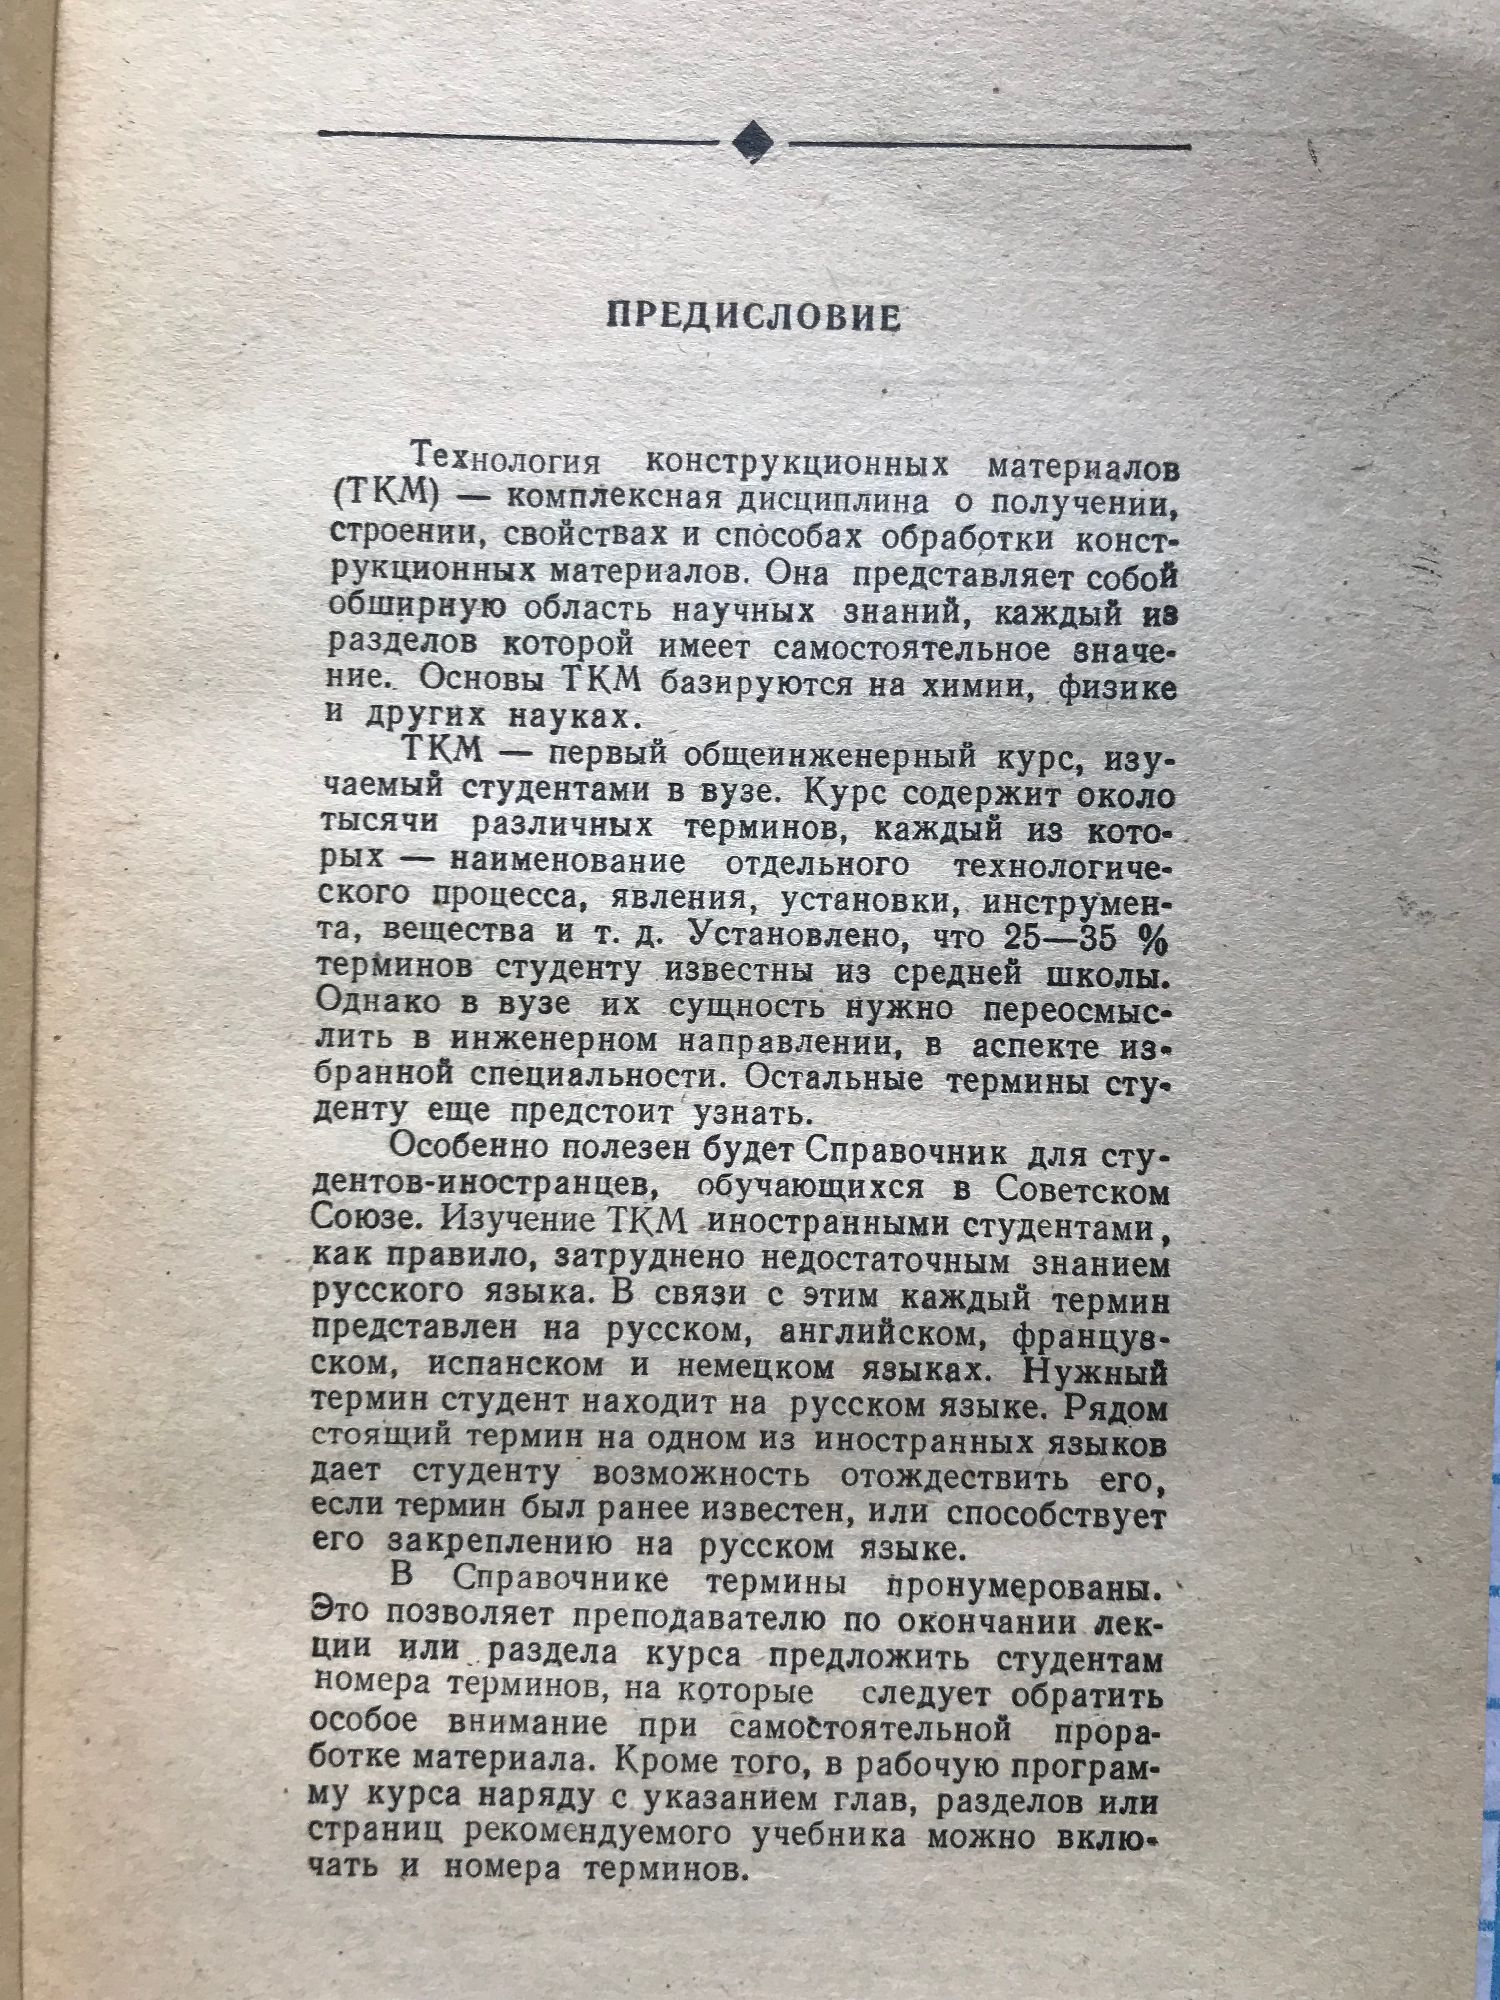 ПРЕДИСЛОВИЕ
Технология конструкционных материалов
(ТКМ) — комплексная дисциплина о получении,
строении, свойствах и способах обработки конст-
рукционных материалов. Она представляет собой
обширную область научных знаний, каждый из
разделов которой имеет самостоятельное значе-
ние. Основы ТКМ базируются на химии, физике
и других науках.
ТКМ — первый общеинженерный курс, изу-
чаемый студентами в вузе. Курс содержит около
тысячи различных терминов, каждый из кото-
рых — наименование отдельного технологиче-
ского процесса, явления, установки, инструмен-
та, вещества и т. д. Установлено, что 25—35 %
терминов студенту известны из средней школы.
Однако в вузе их сущность нужно переосмыс-
лить в инженерном направлении, в аспекте из-
бранной специальности. Остальные термины сту-
денту еще предстоит узнать.
Особенно полезен будет Справочник для сту-
дентов-иностранцев, обучающихся в Советском
Союзе. Изучение ТКМ иностранными студентами,
как правило, затруднено недостаточным знанием
русского языка. В связи с этим каждый термин
представлен на русском, английском, француз-
ском, испанском и немецком языках. Нужный
термин студент находит на русском языке. Рядом
стоящий термин на одном из иностранных языков
дает студенту возможность отождествить его,
если термин был ранее известен, или способствует
его закреплению на русском языке.
В Справочнике термины пронумерованы.
Это позволяет преподавателю по окончании лек-
ции или раздела курса предложить студентам
номера терминов, на которые следует обратить
особое внимание при самостоятельной прора-
ботке материала. Кроме того, в рабочую програм-
му курса наряду с указанием глав, разделов или
страниц рекомендуемого учебника можно вклю-
чать и номера терминов.